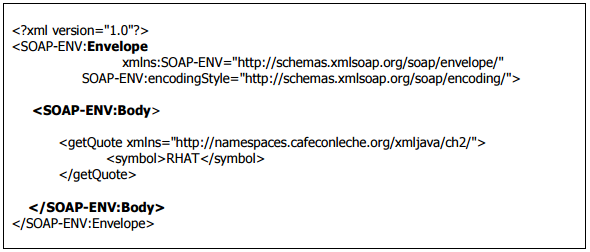 <?xml version="1.0"?>
<SOAP-ENV:Envelope
xmlns:SOAP-ENV="http://schemas.xmlsoap.org/soap/envelope/"
SOAP-ENV:encodingStyle="http://schemas.xmlsoap.org/soap/encoding/">
<SOAP-ENV:Body>
<getQuote xmlns="http://namespaces.cafeconleche.org/xmljava/ch2/">
<symbol>RHAT</symbol>
</getQuote>
</SOAP-ENV:Body>
</SOAP-ENV:Envelope>